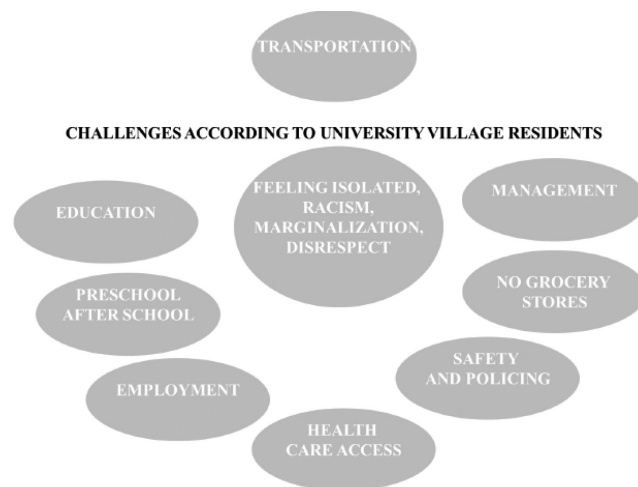 TRANSPORTATION
CHALLENGES ACCORDING TO UNIVERSITY VILLAGE RESIDENTS
FEELING ISOLATED,
RACISM,
MARGINALIZATION,
DISRESPECT
MANAGEMENT
EDUCATION
NO GROCERY
STORES
PRESCHOOL
AFTER SCHOOL
SAFETY
AND POLICING
EMPLOYMENT
HEALTH
CARE ACCESS